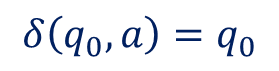 δ(q₀, a) = q₀